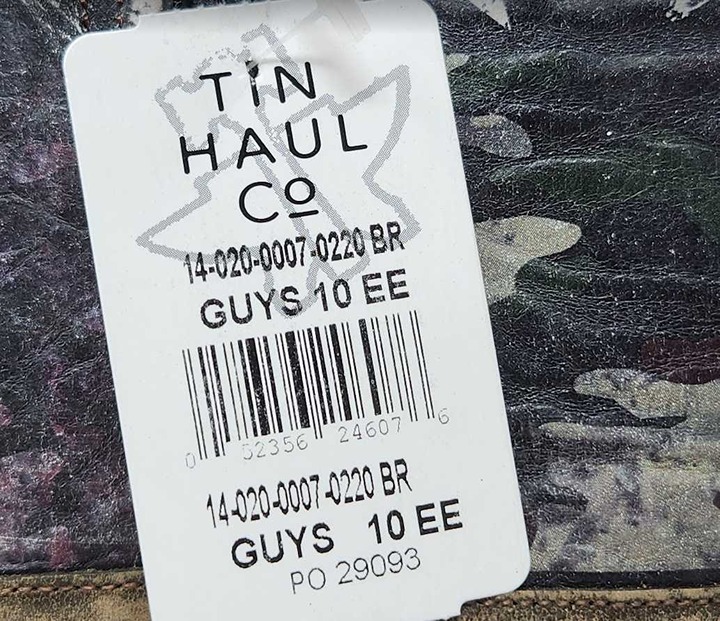 TIN
HAUL
Co
14-020-0007-0220 BR
GUYS 10 EE
0 52356 24607 6
14-020-0007-0220 BR
GUYS 10 EE
PO 29093